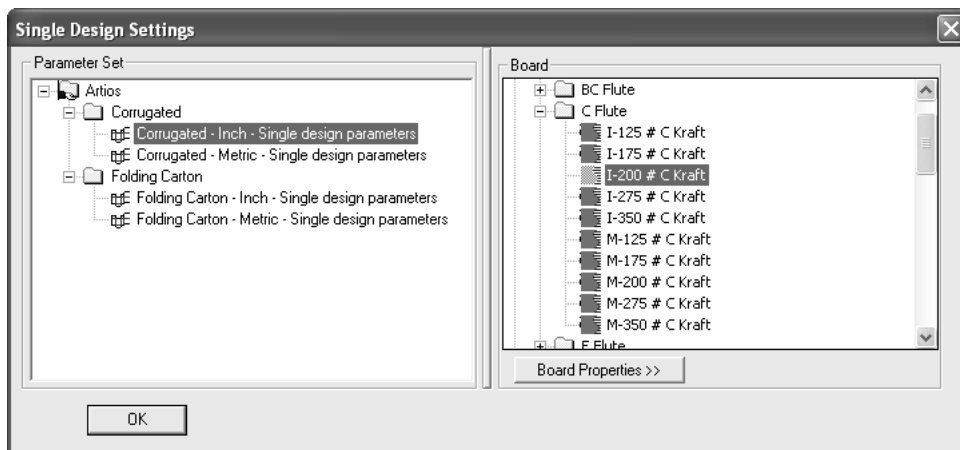 Single Design Settings
Parameter Set
Artios
Corrugated
Corrugated - Inch - Single design parameters
Corrugated - Metric - Single design parameters
Folding Carton
Folding Carton - Inch - Single design parameters
Folding Carton - Metric - Single design parameters
OK
Board
BC Flute
C Flute
I-125 # C Kraft
I-175 # C Kraft
I-200 # C Kraft
I-275 # C Kraft
I-350 # C Kraft
M-125 # C Kraft
M-175 # C Kraft
M-200 # C Kraft
M-275 # C Kraft
M-350 # C Kraft
Flute
Board Properties >>